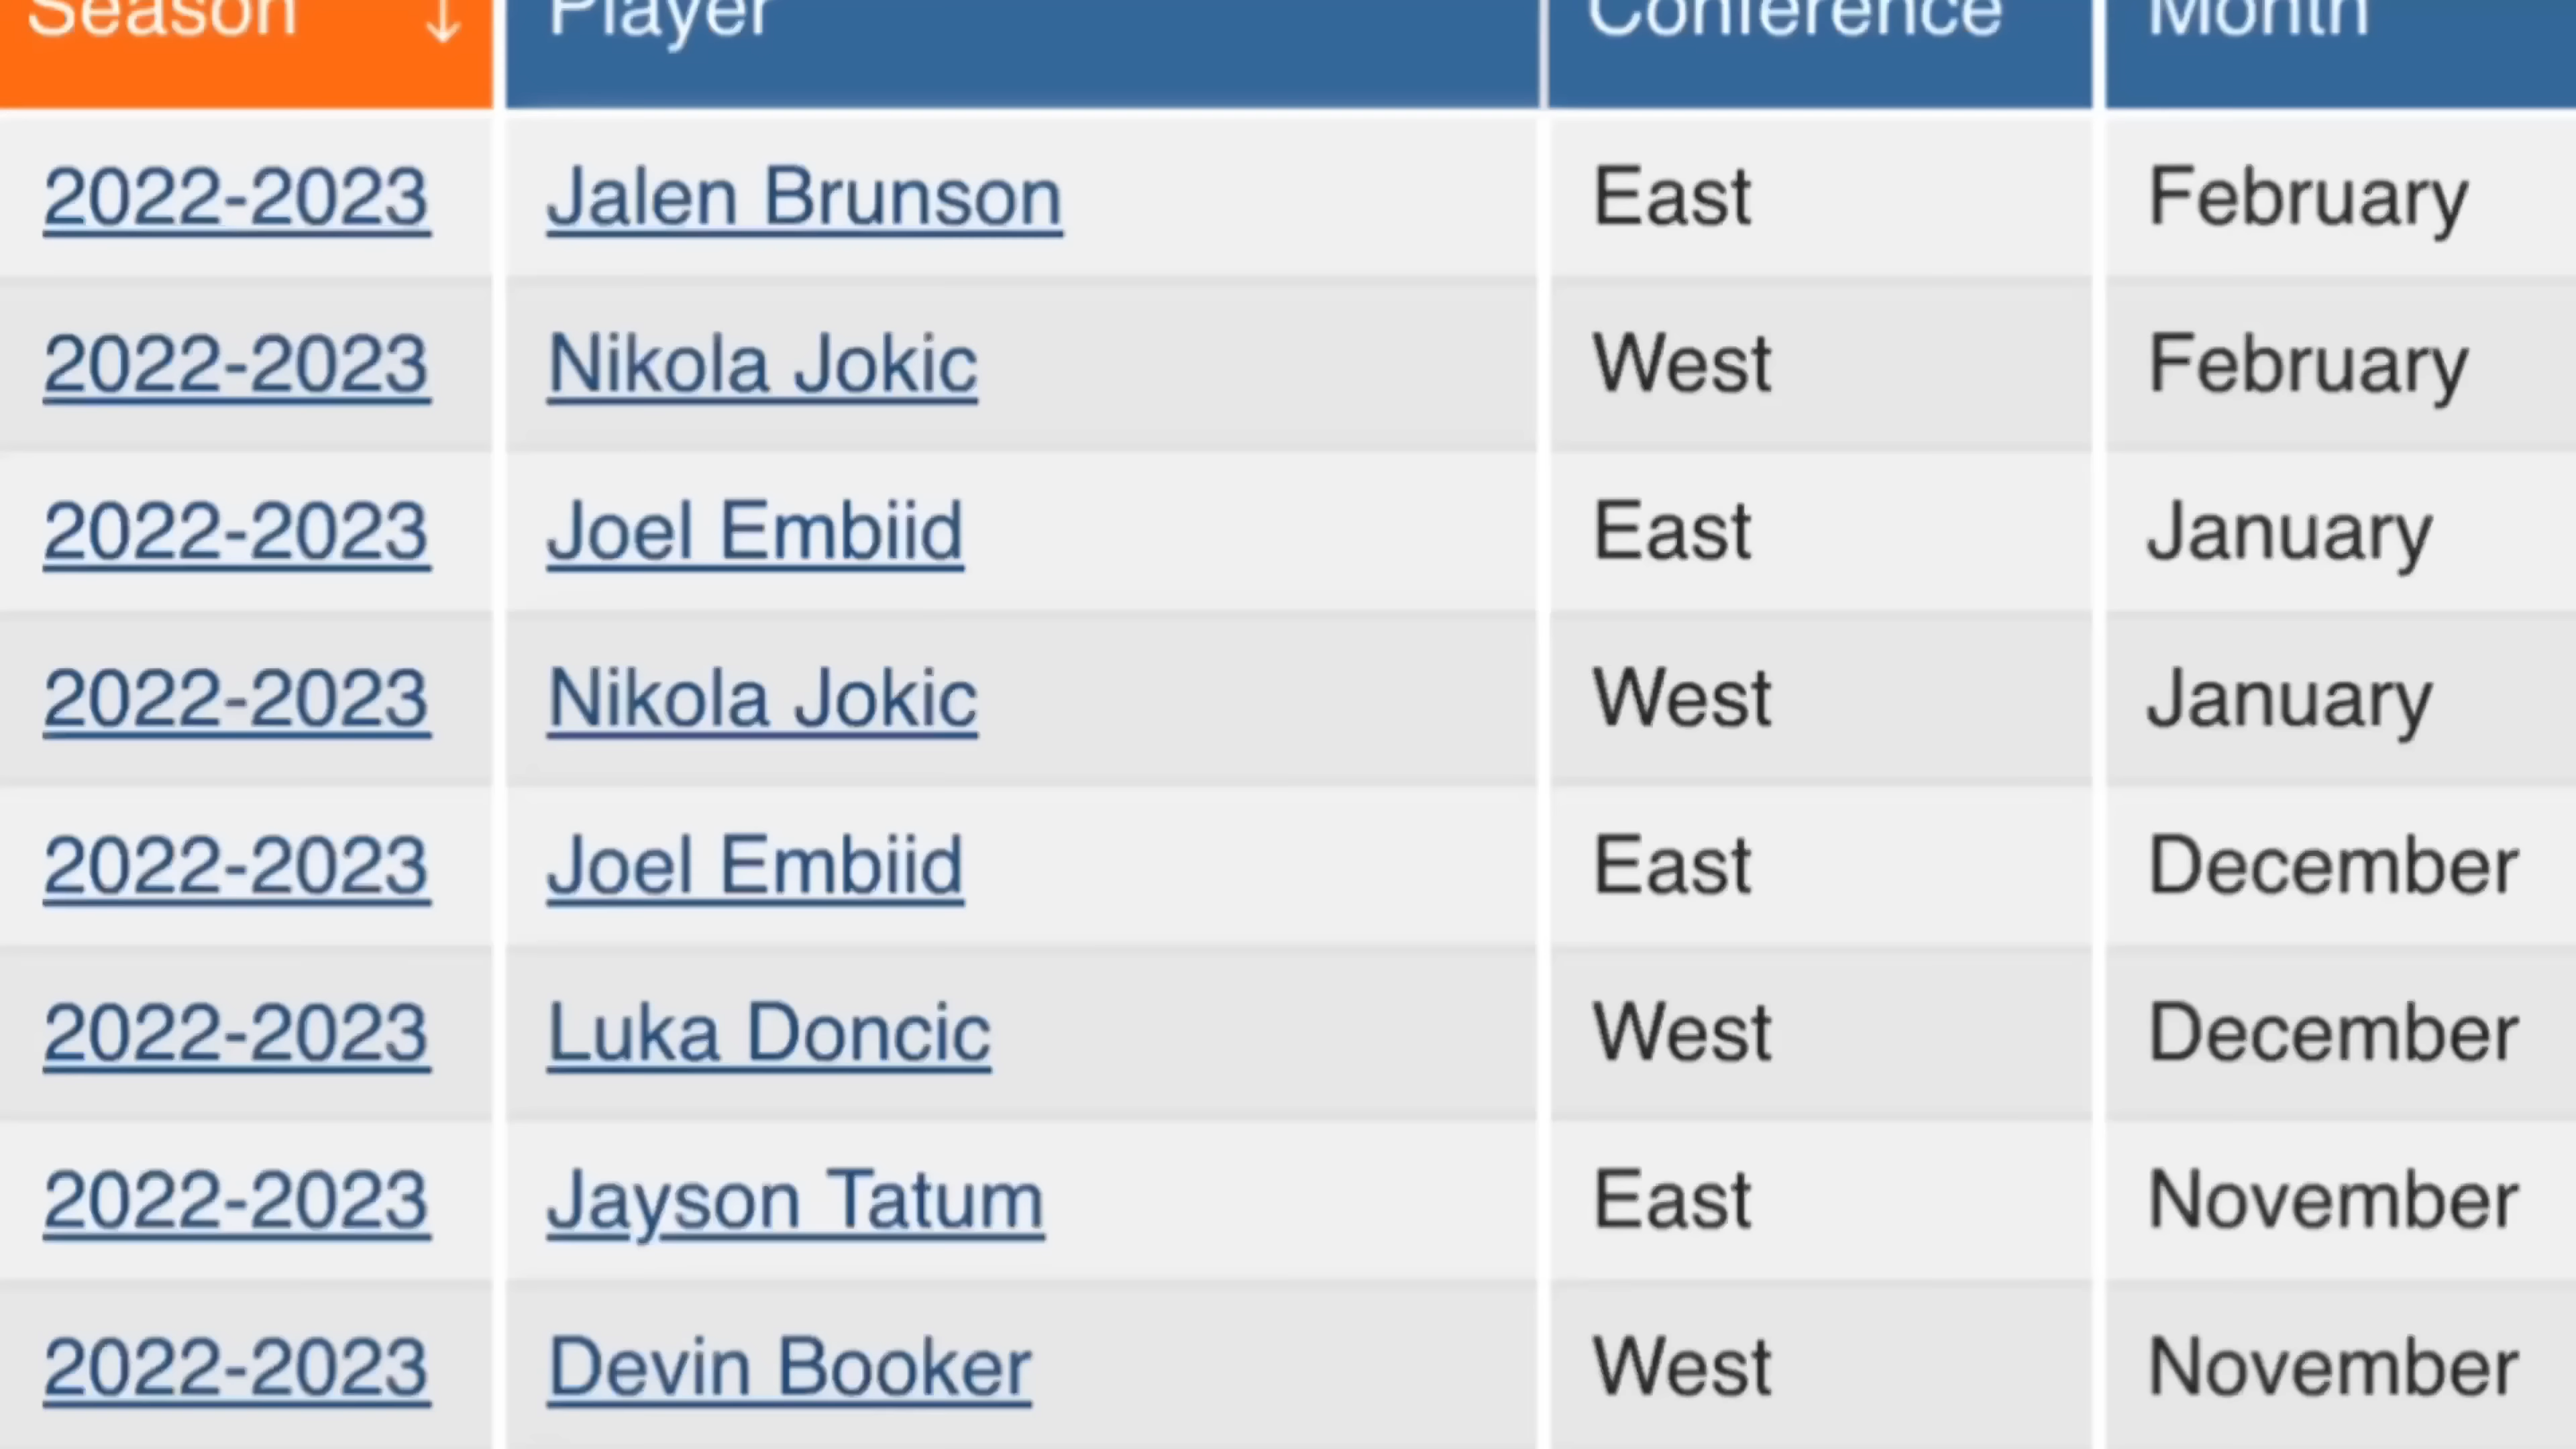 Season ↓ Player Conference Month
2022-2023 Jalen Brunson East February
2022-2023 Nikola Jokic West February
2022-2023 Joel Embiid East January
2022-2023 Nikola Jokic West January
2022-2023 Joel Embiid East December
2022-2023 Luka Doncic West December
2022-2023 Jayson Tatum East November
2022-2023 Devin Booker West November